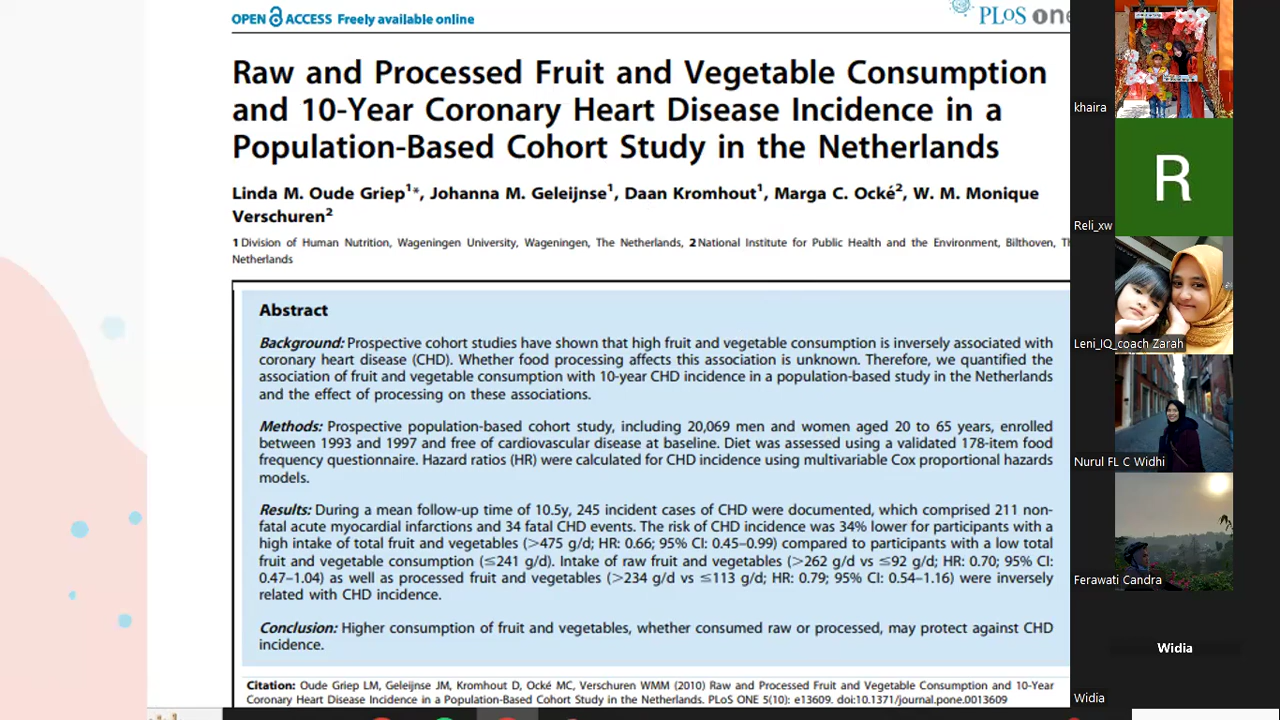 OPEN ACCESS Freely available online
PLoS one
Raw and Processed Fruit and Vegetable Consumption
and 10-Year Coronary Heart Disease Incidence in a
Population-Based Cohort Study in the Netherlands
Linda M. Oude Griep1*, Johanna M. Geleijnse1, Daan Kromhout1, Marga C. Ocké2, W. M. Monique
Verschuren2
1 Division of Human Nutrition, Wageningen University, Wageningen, The Netherlands, 2 National Institute for Public Health and the Environment, Bilthoven, Th
Netherlands
Abstract
Background: Prospective cohort studies have shown that high fruit and vegetable consumption is inversely associated with
coronary heart disease (CHD). Whether food processing affects this association is unknown. Therefore, we quantified the
association of fruit and vegetable consumption with 10-year CHD incidence in a population-based study in the Netherlands
and the effect of processing on these associations.
Methods: Prospective population-based cohort study, including 20,069 men and women aged 20 to 65 years, enrolled
between 1993 and 1997 and free of cardiovascular disease at baseline. Diet was assessed using a validated 178-item food
frequency questionnaire. Hazard ratios (HR) were calculated for CHD incidence using multivariable Cox proportional hazards
models.
Results: During a mean follow-up time of 10.5y, 245 incident cases of CHD were documented, which comprised 211 non-
fatal acute myocardial infarctions and 34 fatal CHD events. The risk of CHD incidence was 34% lower for participants with a
high intake of total fruit and vegetables (>475 g/d; HR: 0.66; 95% CI: 0.45–0.99) compared to participants with a low total
fruit and vegetable consumption (≤241 g/d). Intake of raw fruit and vegetables (>262 g/d vs ≤92 g/d; HR: 0.70; 95% CI:
0.47–1.04) as well as processed fruit and vegetables (>234 g/d vs ≤113 g/d; HR: 0.79; 95% CI: 0.54–1.16) were inversely
related with CHD incidence.
Conclusion: Higher consumption of fruit and vegetables, whether consumed raw or processed, may protect against CHD
incidence.
Citation: Oude Griep LM, Geleijnse JM, Kromhout D, Ocké MC, Verschuren WMM (2010) Raw and Processed Fruit and Vegetable Consumption and 10-Year
Coronary Heart Disease Incidence in a Population-Based Cohort Study in the Netherlands. PLoS ONE 5(10): e13609. doi:10.1371/journal.pone.0013609
khaira
R
Reli_xw
Leni_IQ_coach Zarah
Nurul FL C Widhi
Ferawati Candra
Widia
Widia